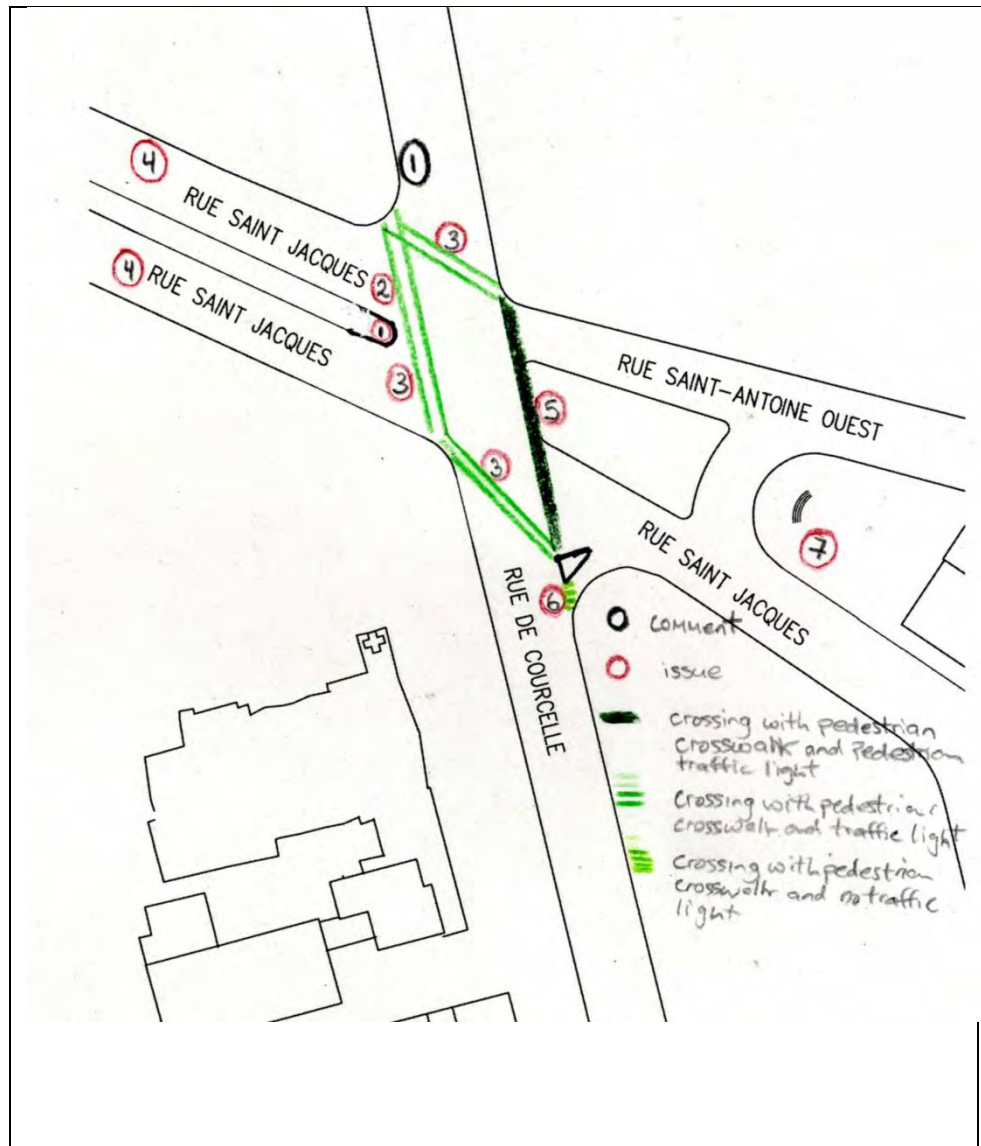 1
4
RUE SAINT JACQUES
3
2
4
RUE SAINT JACQUES
1
3
RUE SAINT-ANTOINE OUEST
5
3
7
RUE SAINT JACQUES
6
RUE DE COURCELLE
comment
issue
crossing with pedestrian
crosswalk and pedestrian
traffic light
crossing with pedestrian
crosswalk and traffic light
crossing with pedestrian
crosswalk and no traffic
light